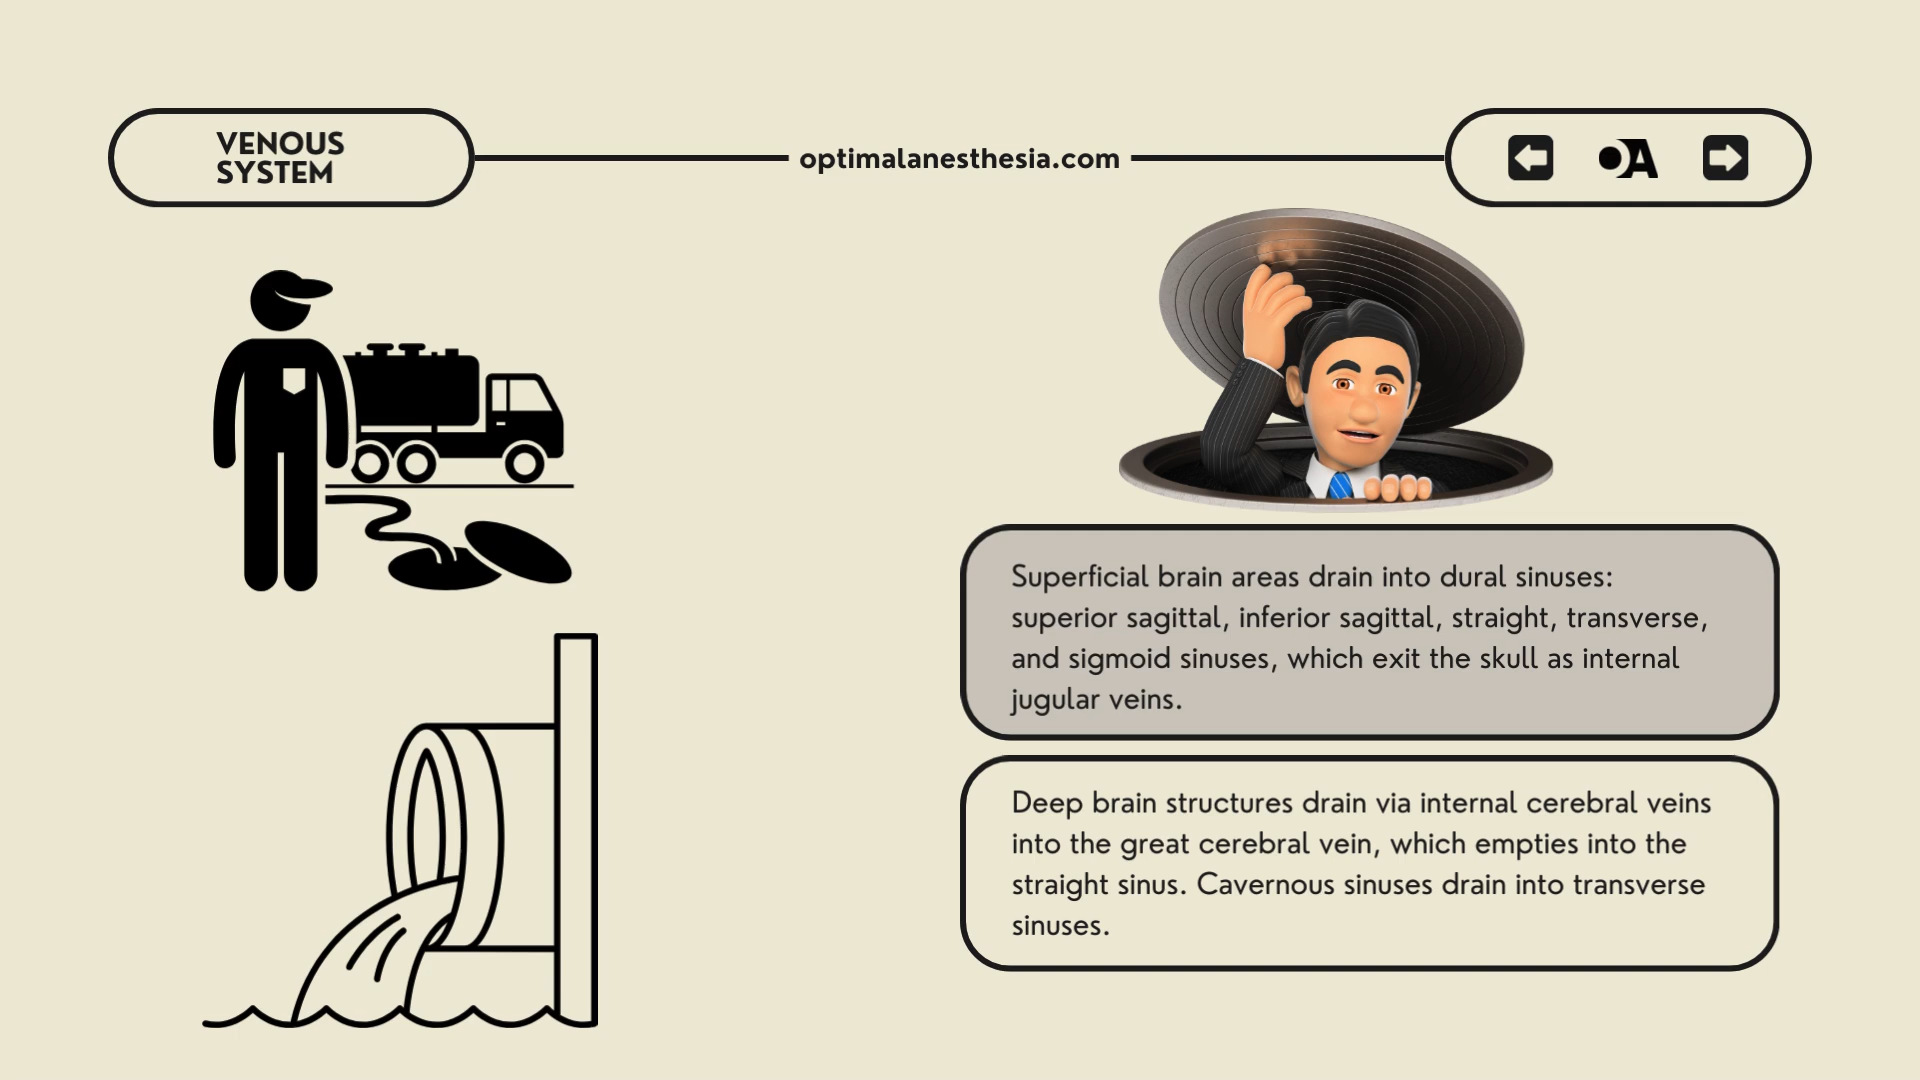 VENOUS
SYSTEM
optimalanesthesia.com
OA
Superficial brain areas drain into dural sinuses:
superior sagittal, inferior sagittal, straight, transverse,
and sigmoid sinuses, which exit the skull as internal
jugular veins.
Deep brain structures drain via internal cerebral veins
into the great cerebral vein, which empties into the
straight sinus. Cavernous sinuses drain into transverse
sinuses.